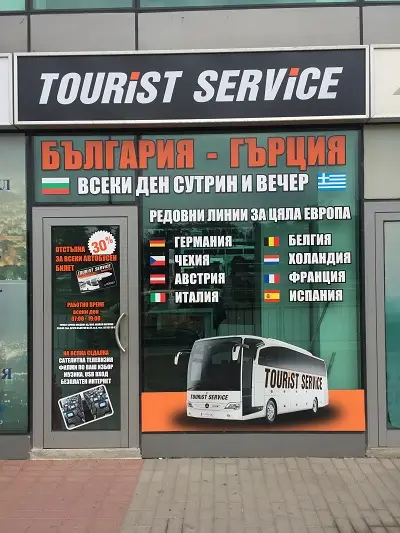 TOURiST SERViCE
БЪЛГАРИЯ - ГЪРЦИЯ
ВСЕКИ ДЕН СУТРИН И ВЕЧЕР
РЕДОВНИ ЛИНИИ ЗА ЦЯЛА ЕВРОПА
ГЕРМАНИЯ
БЕЛГИЯ
ЧЕХИЯ
ХОЛАНДИЯ
АВСТРИЯ
ФРАНЦИЯ
ИТАЛИЯ
ИСПАНИЯ
ОТСТЪПКА 30%
ЗА ВСЕКИ АВТОБУСЕН
БИЛЕТ
TOURIST SERVICE
РАБОТНО ВРЕМЕ
ВСЕКИ ДЕН
07:00 - 19:00
НА ВСЯКА СЕДАЛКА
САТЕЛИТНА ТЕЛЕВИЗИЯ
ФИЛМИ ПО ВАШ ИЗБОР
МУЗИКА, USB ВХОД
БЕЗПЛАТЕН ИНТЕРНЕТ
TOURIST SERVICE